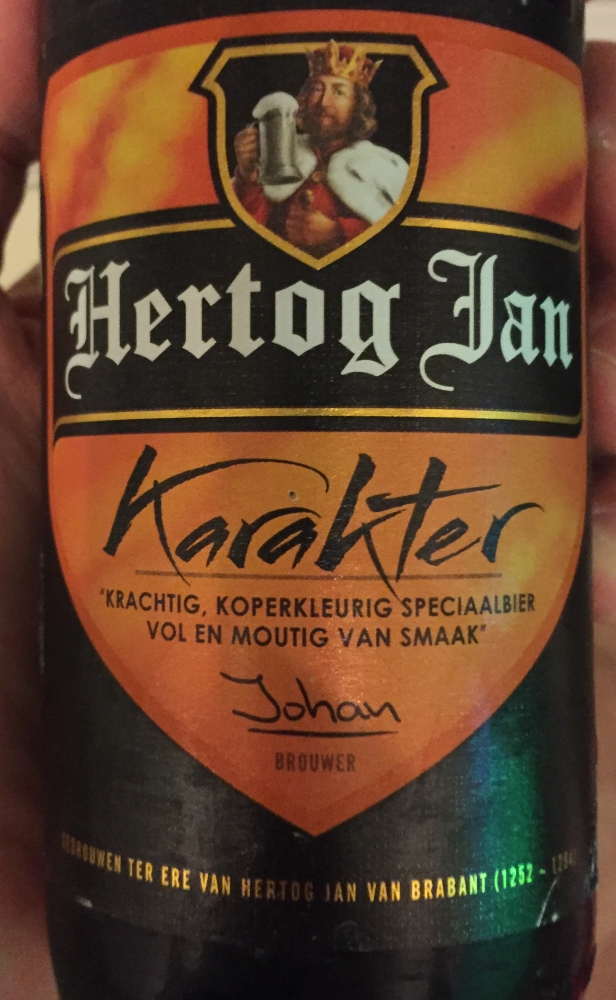 Hertog Jan
Karakter
"KRACHTIG, KOPERKLEURIG SPECIAALBIER
VOL EN MOUTIG VAN SMAAK"
Johan
BROUWER
GEBROUWEN TER ERE VAN HERTOG JAN VAN BRABANT (1252 - 1294)